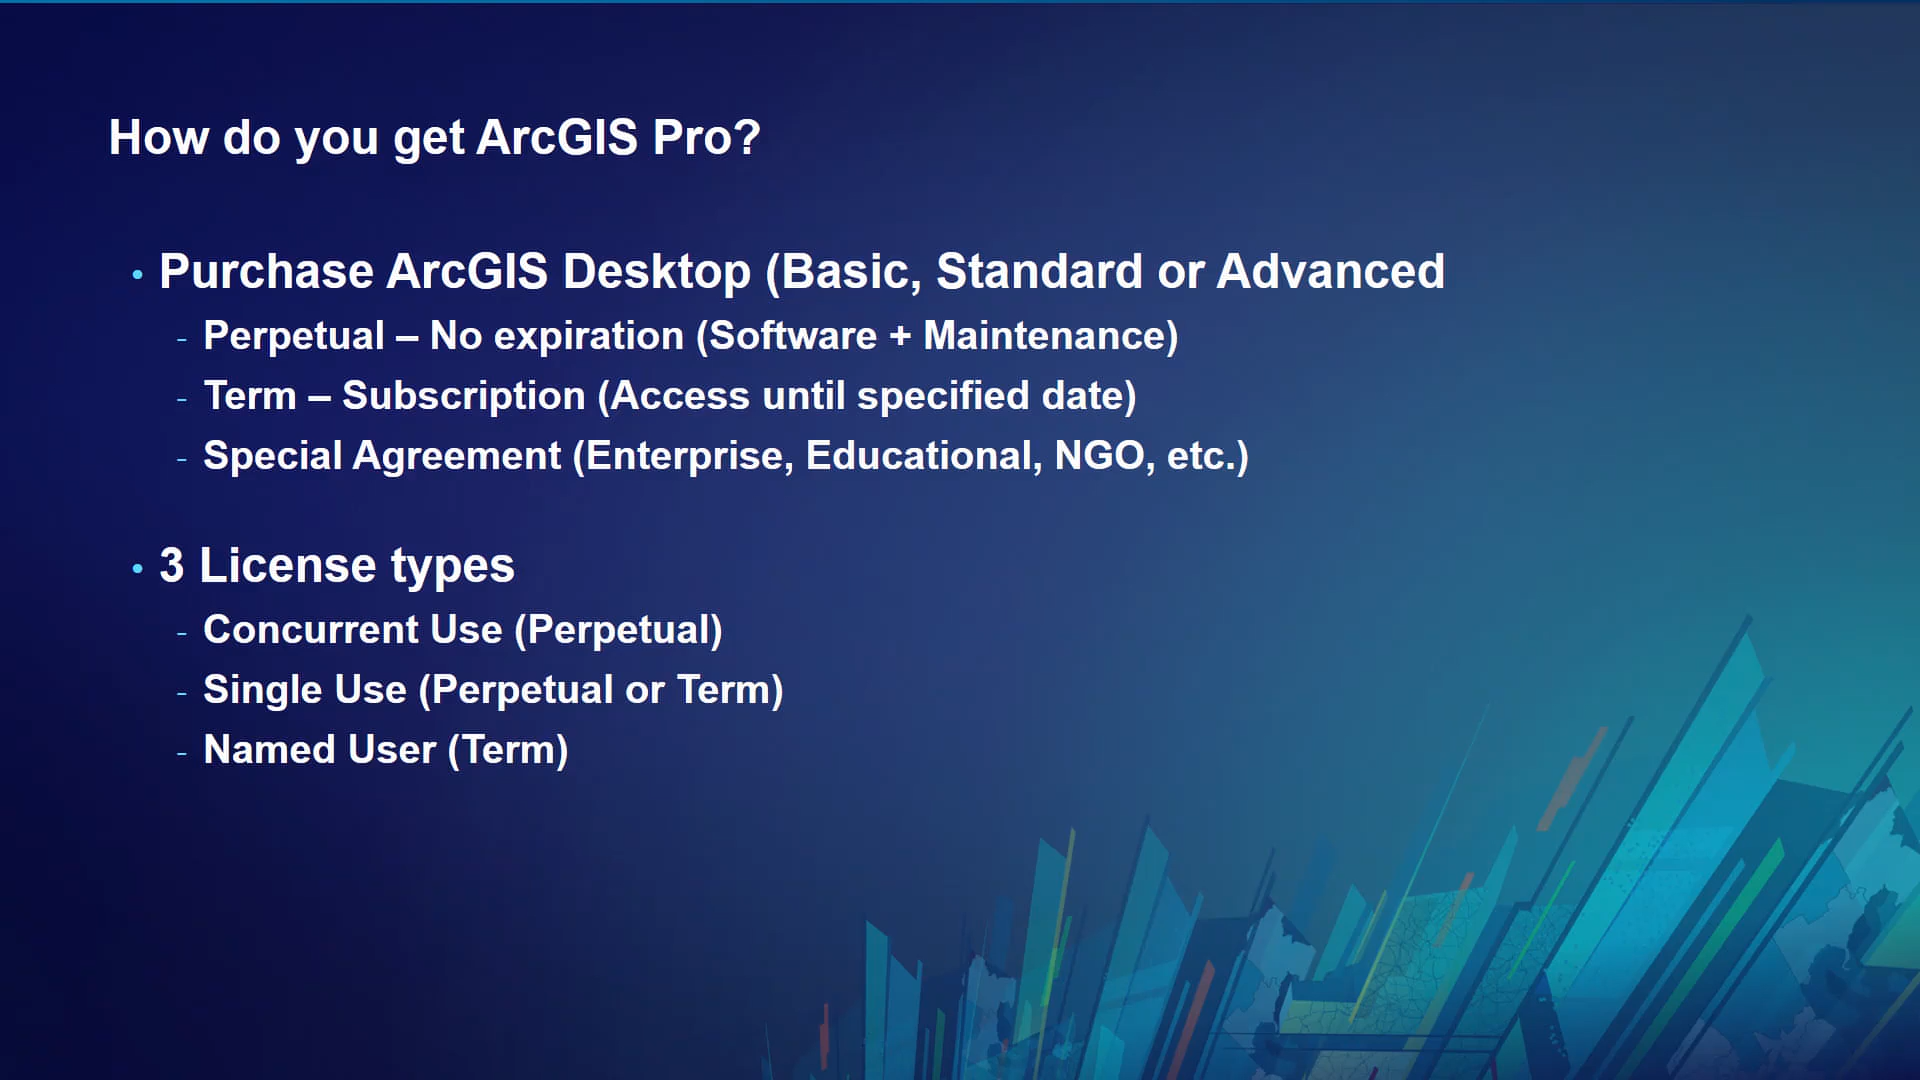 How do you get ArcGIS Pro?
• Purchase ArcGIS Desktop (Basic, Standard or Advanced
- Perpetual – No expiration (Software + Maintenance)
- Term – Subscription (Access until specified date)
- Special Agreement (Enterprise, Educational, NGO, etc.)
• 3 License types
- Concurrent Use (Perpetual)
- Single Use (Perpetual or Term)
- Named User (Term)